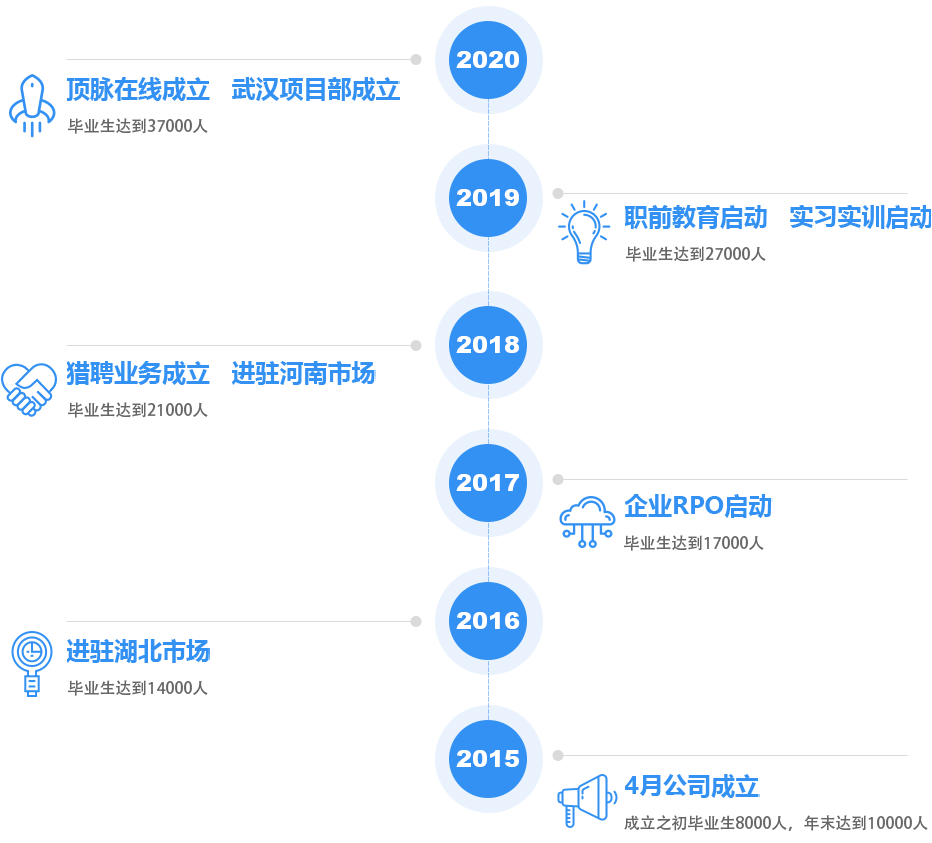 2020
顶脉在线成立 武汉项目部成立
毕业生达到37000人
2019
职前教育启动 实习实训启动
毕业生达到27000人
2018
猎聘业务成立 进驻河南市场
毕业生达到21000人
2017
企业RPO启动
毕业生达到17000人
2016
进驻湖北市场
毕业生达到14000人
2015
4月公司成立
成立之初毕业生8000人，年末达到10000人